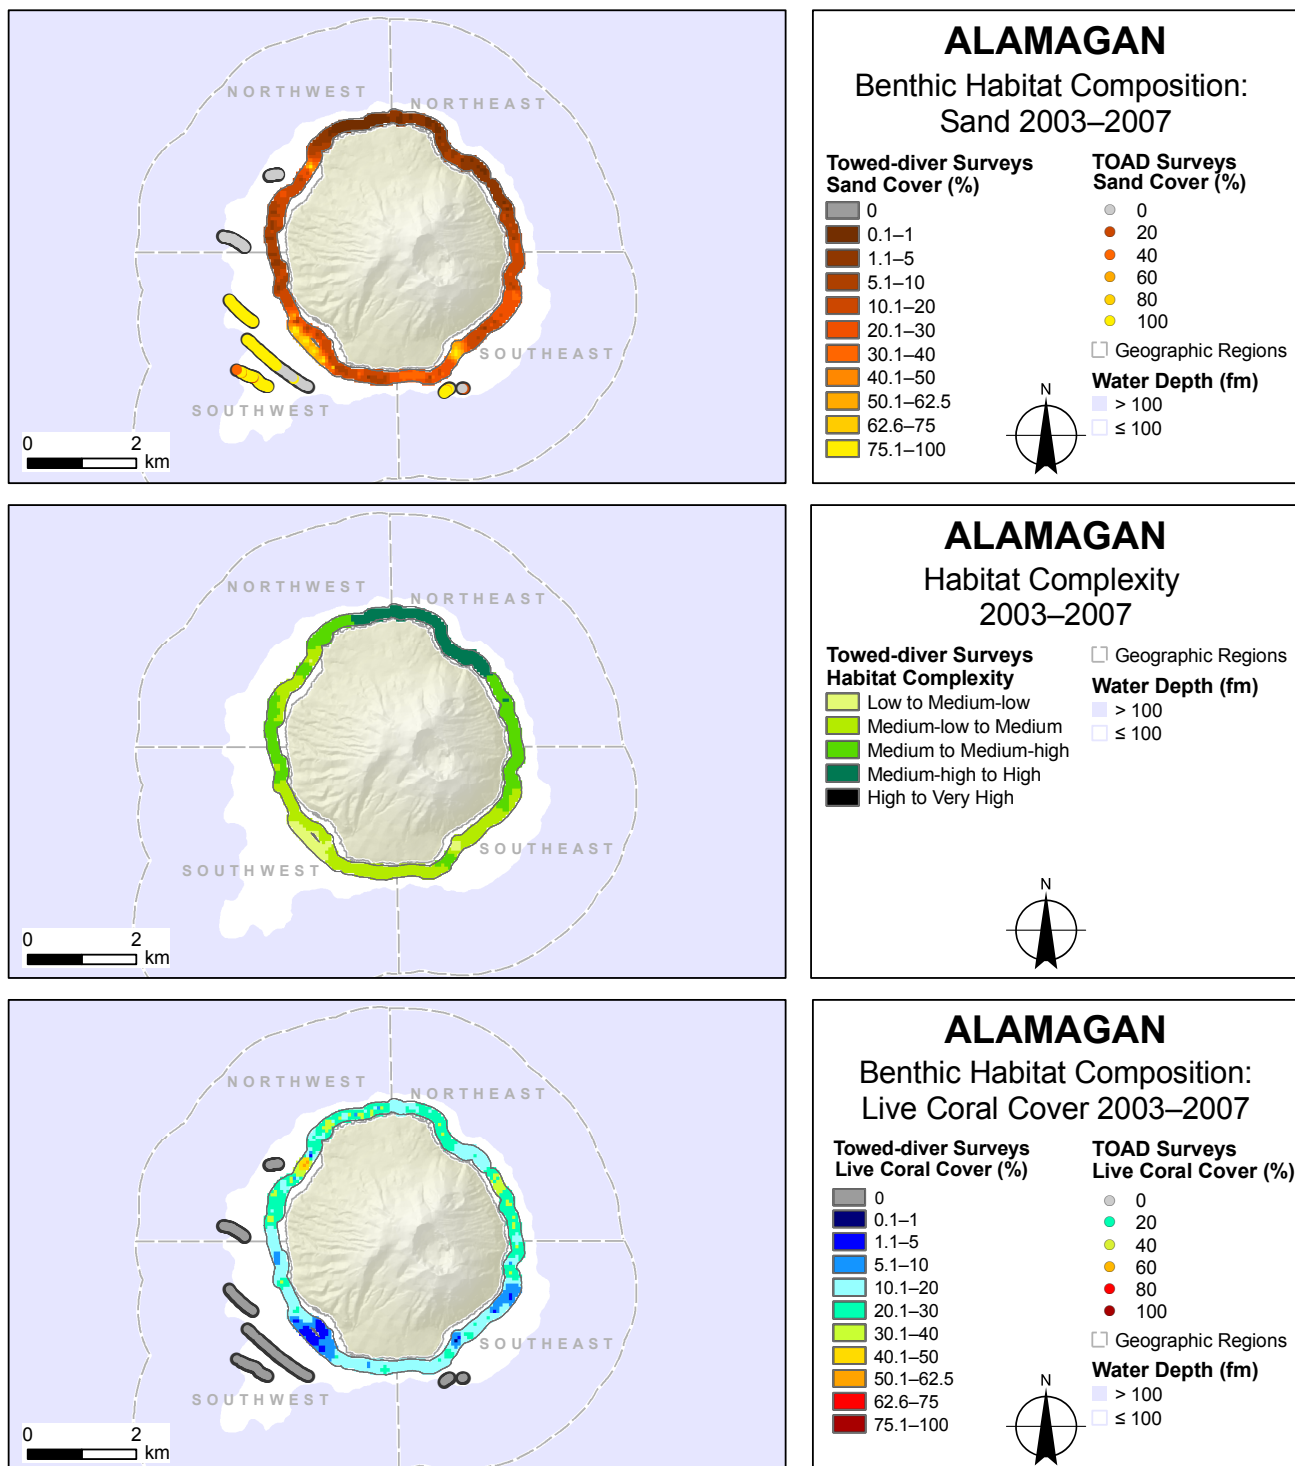 NORTHWEST
NORTHEAST
SOUTHEAST
SOUTHWEST
0 2
km
ALAMAGAN
Benthic Habitat Composition:
Sand 2003–2007
Towed-diver Surveys
Sand Cover (%)
0
0.1–1
1.1–5
5.1–10
10.1–20
20.1–30
30.1–40
40.1–50
50.1–62.5
62.6–75
75.1–100
TOAD Surveys
Sand Cover (%)
0
20
40
60
80
100
Geographic Regions
Water Depth (fm)
> 100
≤ 100
N
NORTHWEST
NORTHEAST
SOUTHEAST
SOUTHWEST
0 2
km
ALAMAGAN
Habitat Complexity
2003–2007
Towed-diver Surveys
Habitat Complexity
Low to Medium-low
Medium-low to Medium
Medium to Medium-high
Medium-high to High
High to Very High
Geographic Regions
Water Depth (fm)
> 100
≤ 100
N
NORTHWEST
NORTHEAST
SOUTHEAST
SOUTHWEST
0 2
km
ALAMAGAN
Benthic Habitat Composition:
Live Coral Cover 2003–2007
Towed-diver Surveys
Live Coral Cover (%)
0
0.1–1
1.1–5
5.1–10
10.1–20
20.1–30
30.1–40
40.1–50
50.1–62.5
62.6–75
75.1–100
TOAD Surveys
Live Coral Cover (%)
0
20
40
60
80
100
Geographic Regions
Water Depth (fm)
> 100
≤ 100
N